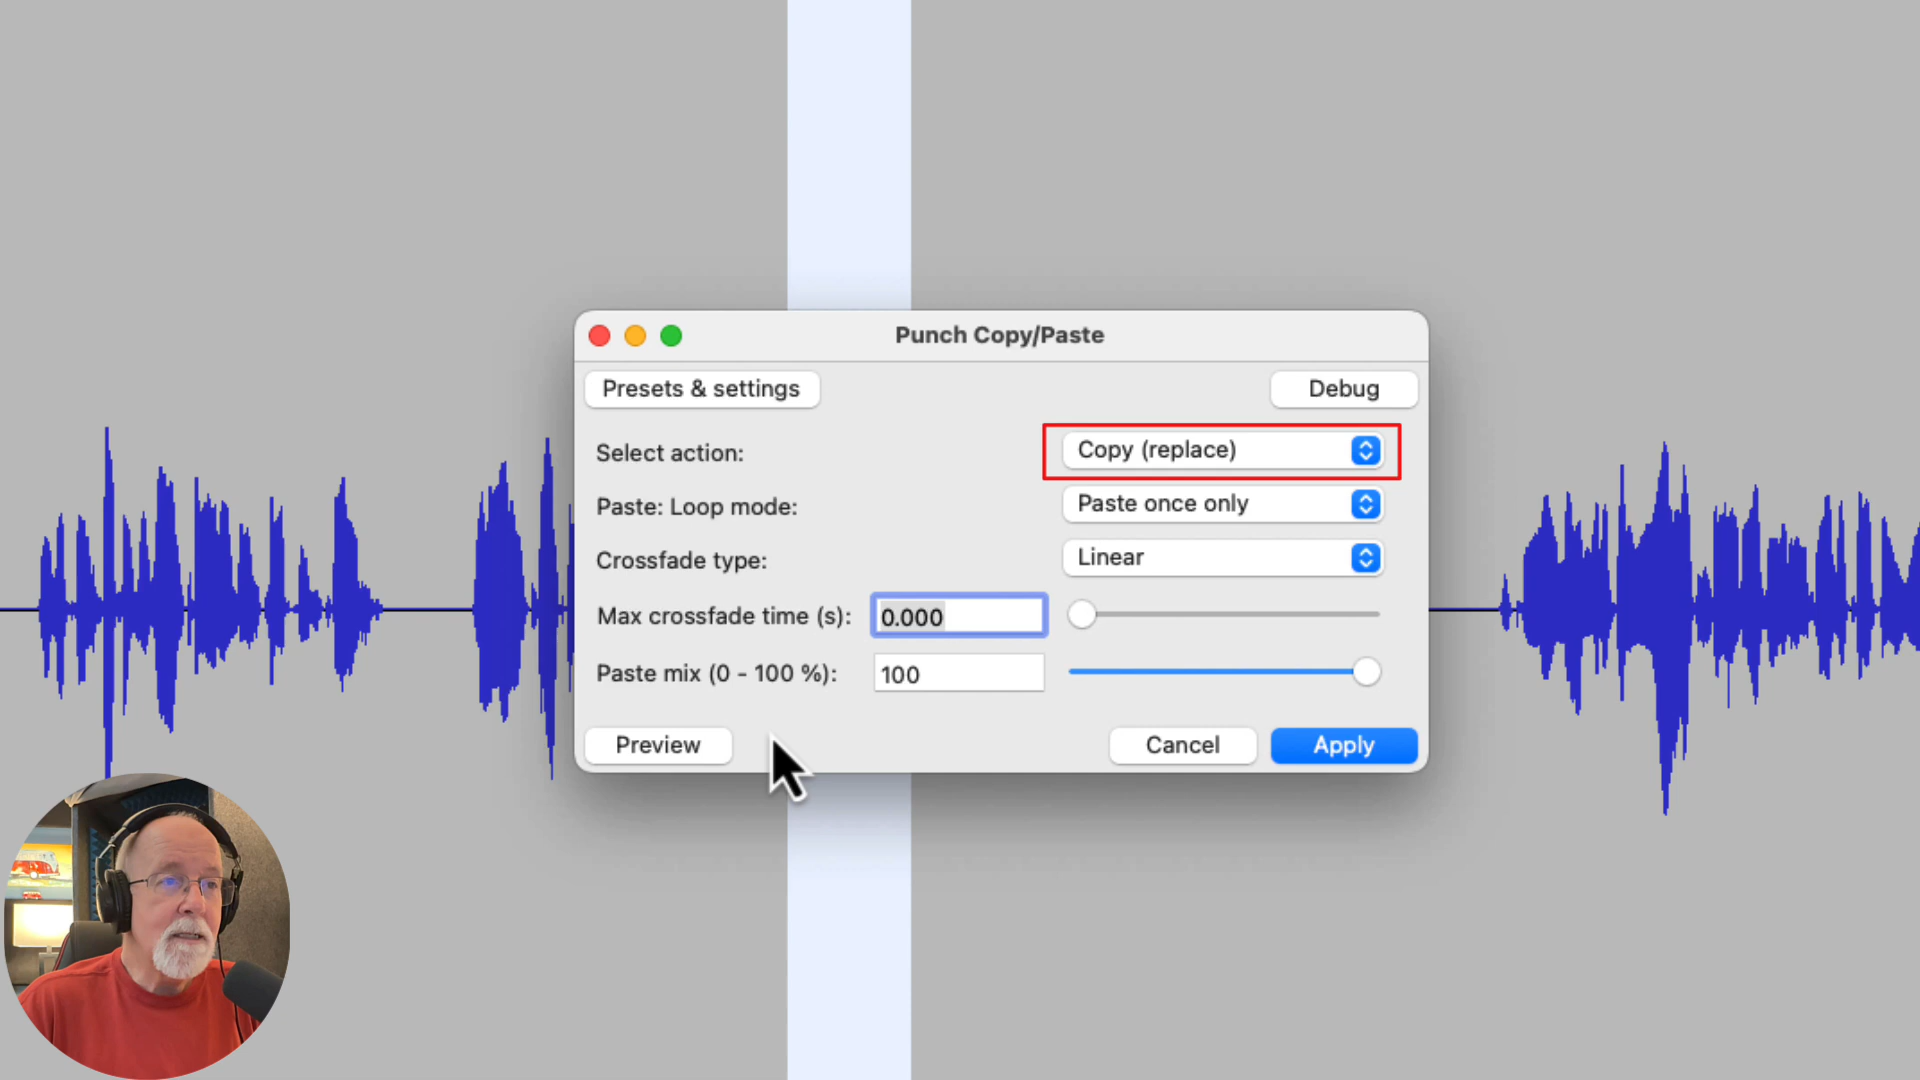 Punch Copy/Paste
Presets & settings
Debug
Select action:
Copy (replace)
Paste: Loop mode:
Paste once only
Crossfade type:
Linear
Max crossfade time (s):
0.000
Paste mix (0 - 100 %):
100
Preview
Cancel
Apply